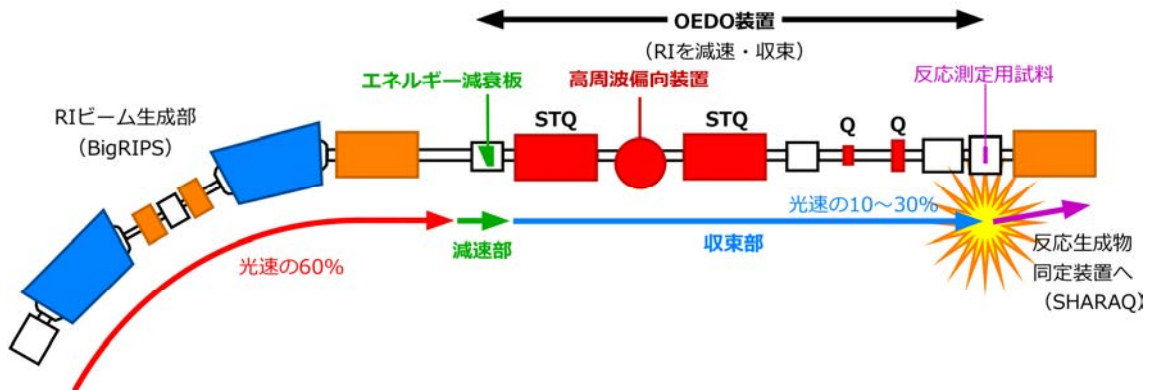 OEDO装置
(RIを減速・収束)
エネルギー減衰板
高周波偏向装置
反応測定用試料
RIビーム生成部
(BigRIPS)
STQ
STQ
Q
Q
光速の60%
減速部
光速の10～30%
収束部
反応生成物
同定装置へ
(SHARAQ)